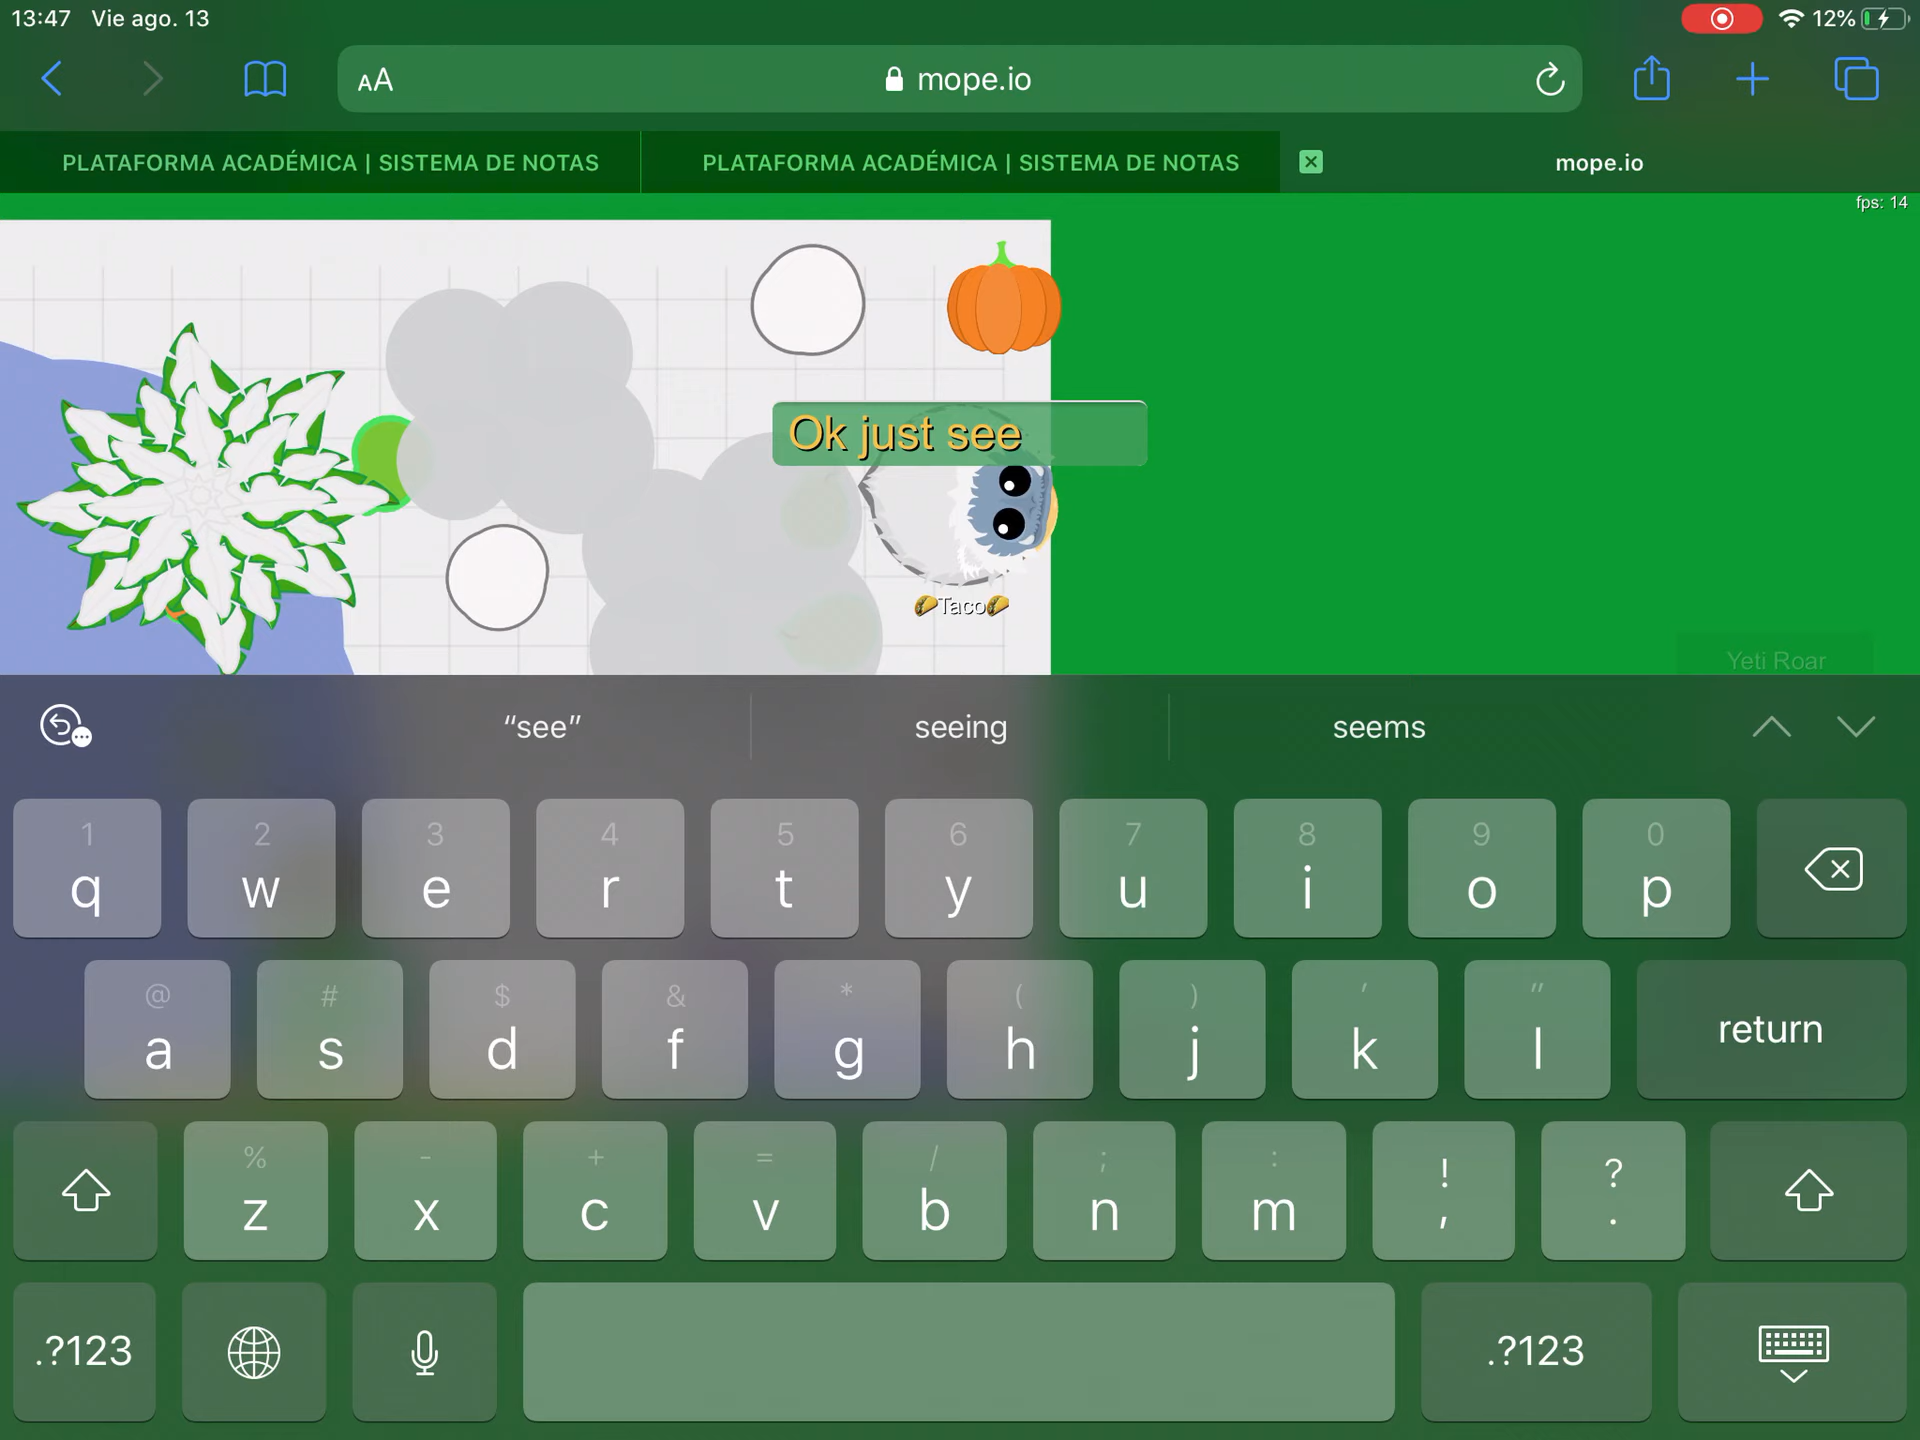 13:47 Vie ago. 13
12%
AA
mope.io
PLATAFORMA ACADÉMICA | SISTEMA DE NOTAS
PLATAFORMA ACADÉMICA | SISTEMA DE NOTAS
mope.io
fps: 14
Ok just see
🌮Taco🌮
Yeti Roar
“see”
seeing
seems
1 2 3 4 5 6 7 8 9 0
q w e r t y u i o p
@ # $ & * ( ) ' "
a s d f g h j k l return
% - + = / ; : ! ?
z x c v b n m , .
.?123 .?123